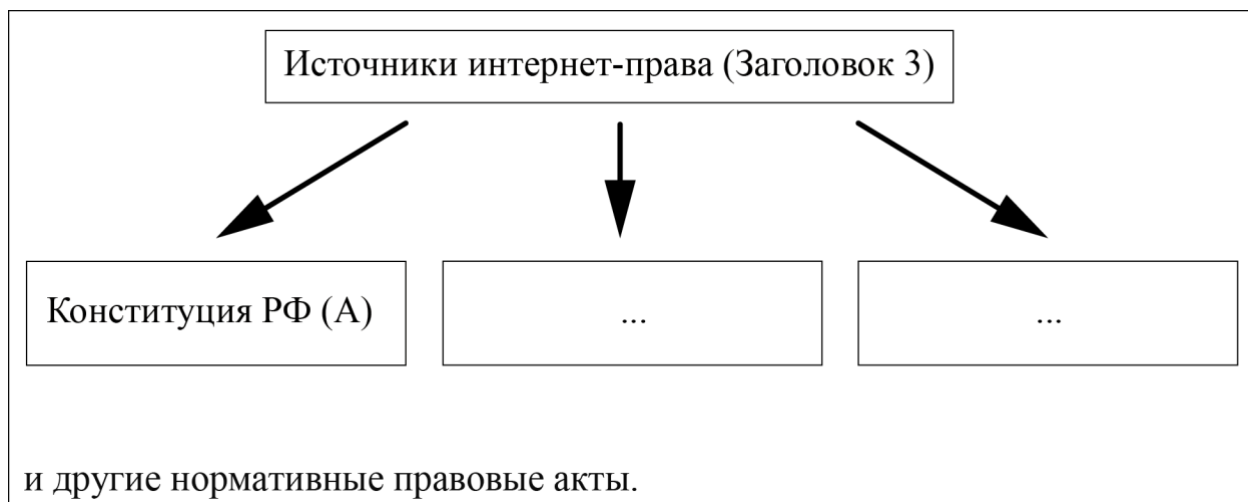 Источники интернет-права (Заголовок 3)
Конституция РФ (А)
...
...
и другие нормативные правовые акты.